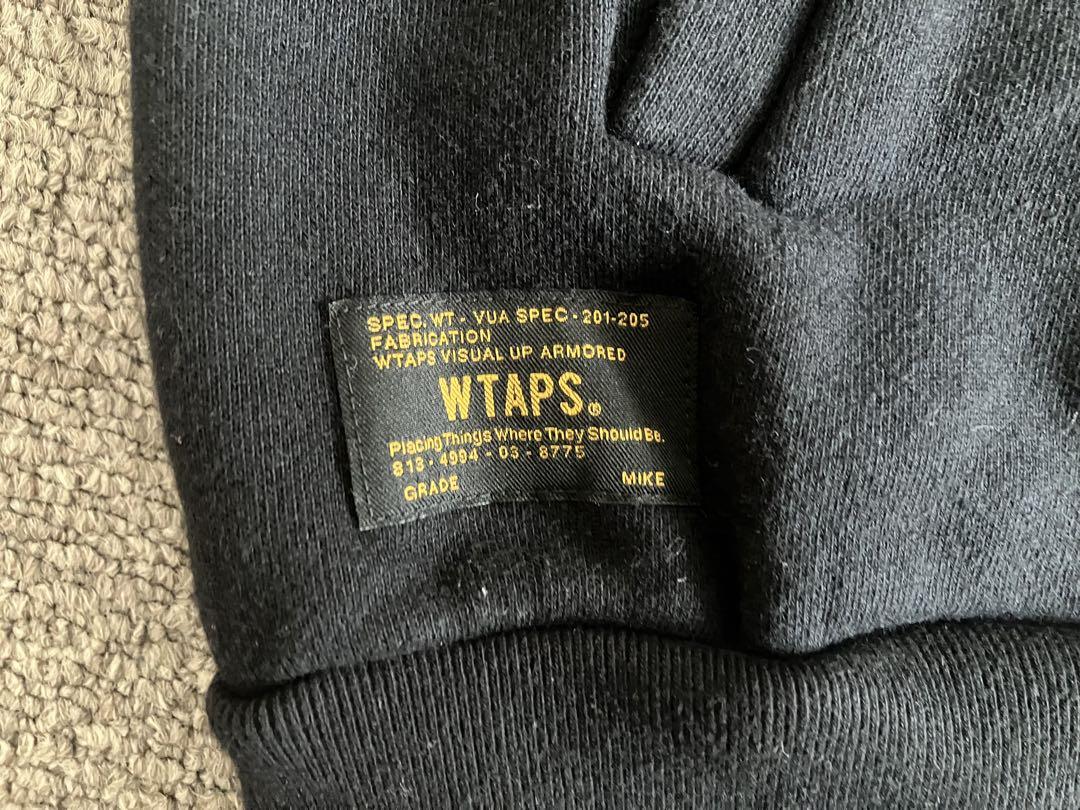 SPEC. WT - VUA SPEC - 201-205
FABRICATION
WTAPS VISUAL UP ARMORED
WTAPS®
Placing Things Where They Should Be.
813 - 4994 - 03 - 8775
GRADE MIKE